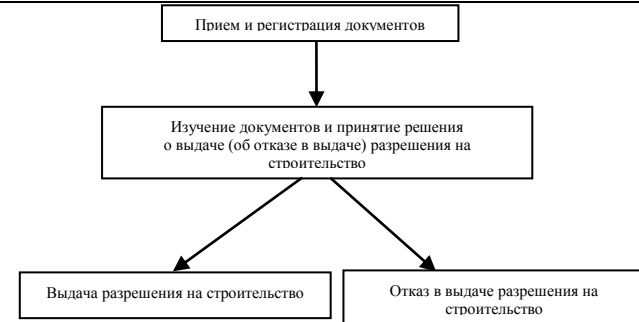 Прием и регистрация документов
Изучение документов и принятие решения
о выдаче (об отказе в выдаче) разрешения на
строительство
Выдача разрешения на строительство
Отказ в выдаче разрешения на
строительство